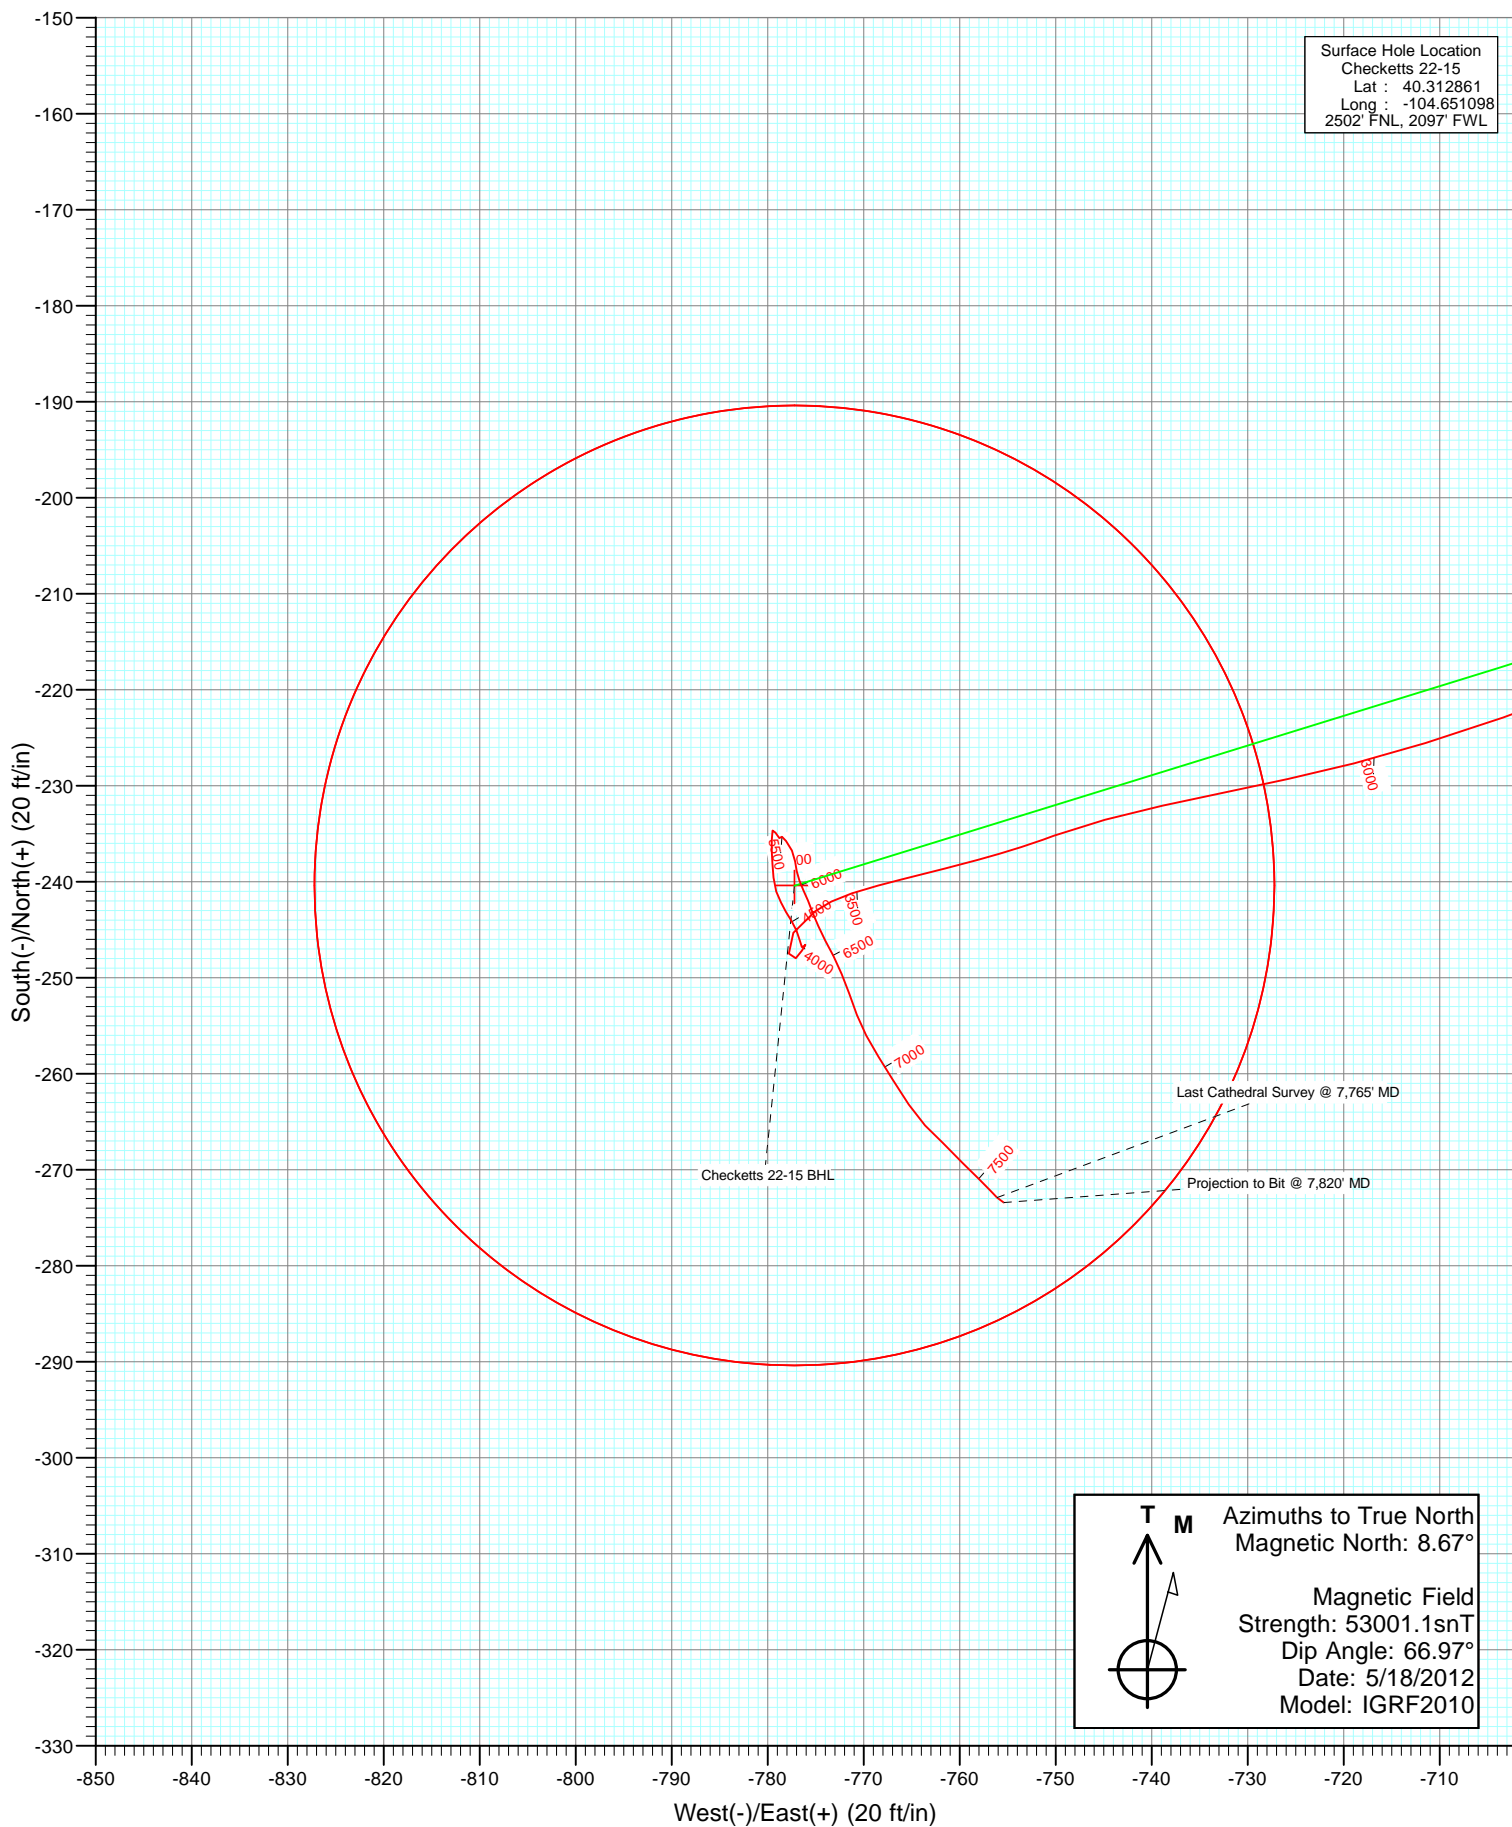 Surface Hole Location
Checketts 22-15
Lat : 40.312861
Long : -104.651098
2502' FNL, 2097' FWL
-150
-160
-170
-180
-190
-200
-210
-220
-230
-240
-250
-260
-270
-280
-290
-300
-310
-320
-330
South(-)/North(+) (20 ft/in)
3000
5500
00
6000
4500
3500
6500
4000
7000
7500
Last Cathedral Survey @ 7,765' MD
Checketts 22-15 BHL
Projection to Bit @ 7,820' MD
T M
Azimuths to True North
Magnetic North: 8.67°
Magnetic Field
Strength: 53001.1snT
Dip Angle: 66.97°
Date: 5/18/2012
Model: IGRF2010
-850 -840 -830 -820 -810 -800 -790 -780 -770 -760 -750 -740 -730 -720 -710
West(-)/East(+) (20 ft/in)